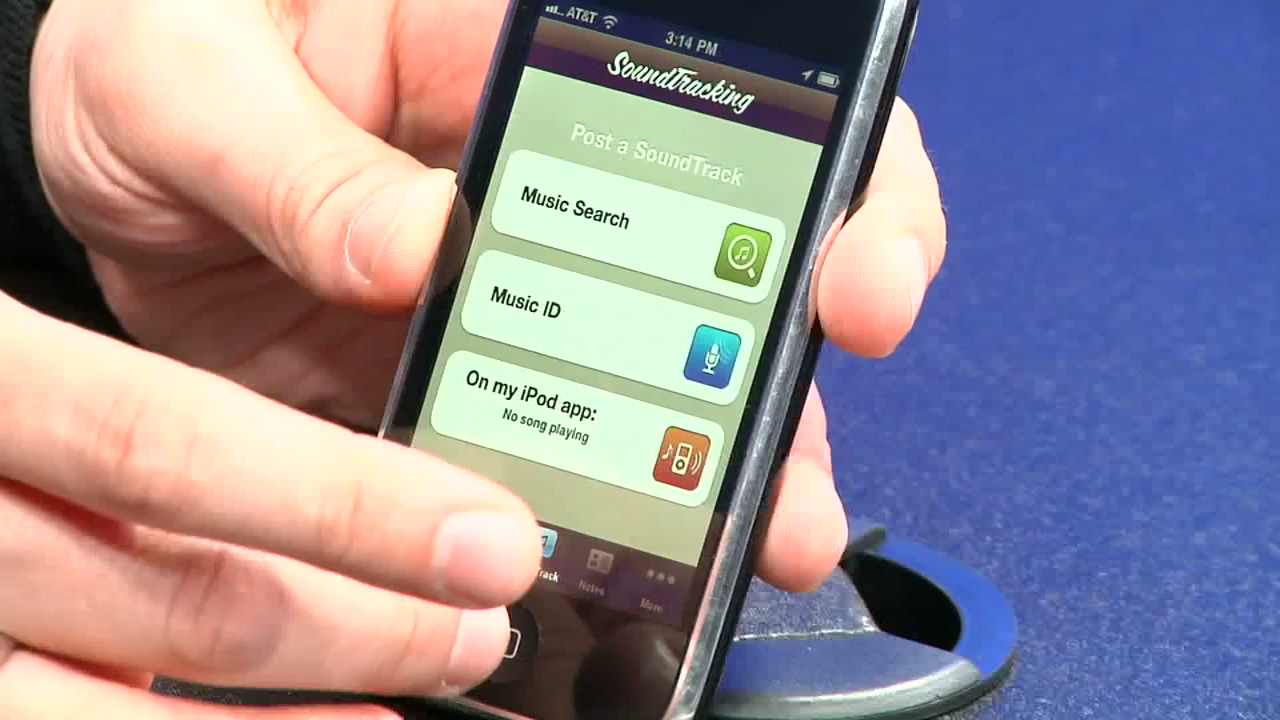 AT&T
3:14 PM
SoundTracking
Post a SoundTrack
Music Search
Music ID
On my iPod app:
No song playing
Track
Notes
More